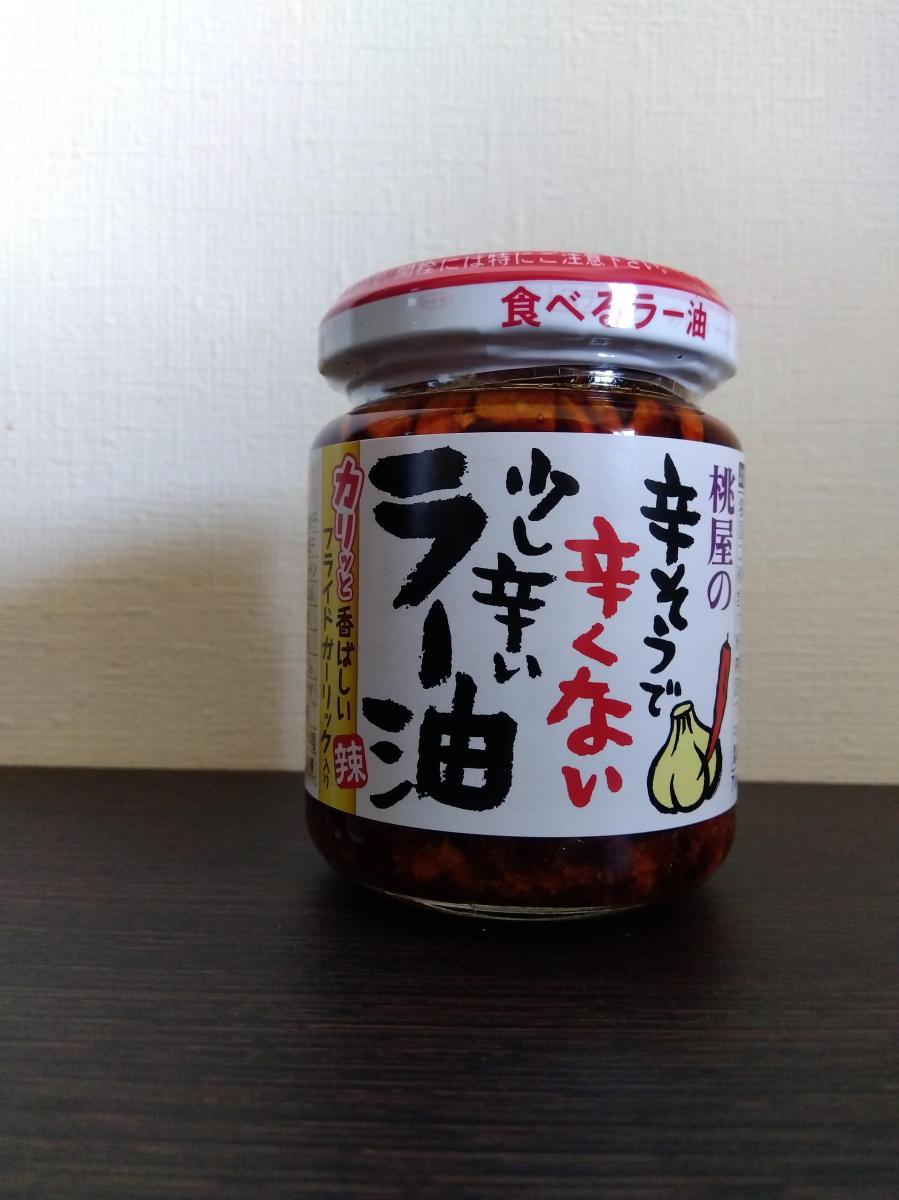 開栓には特にご注意下さい。
食べるラー油
桃屋の
辛そうで
辛くない
少し辛い
ラー油
カリッと香ばしい
フライドガーリック入り
辣